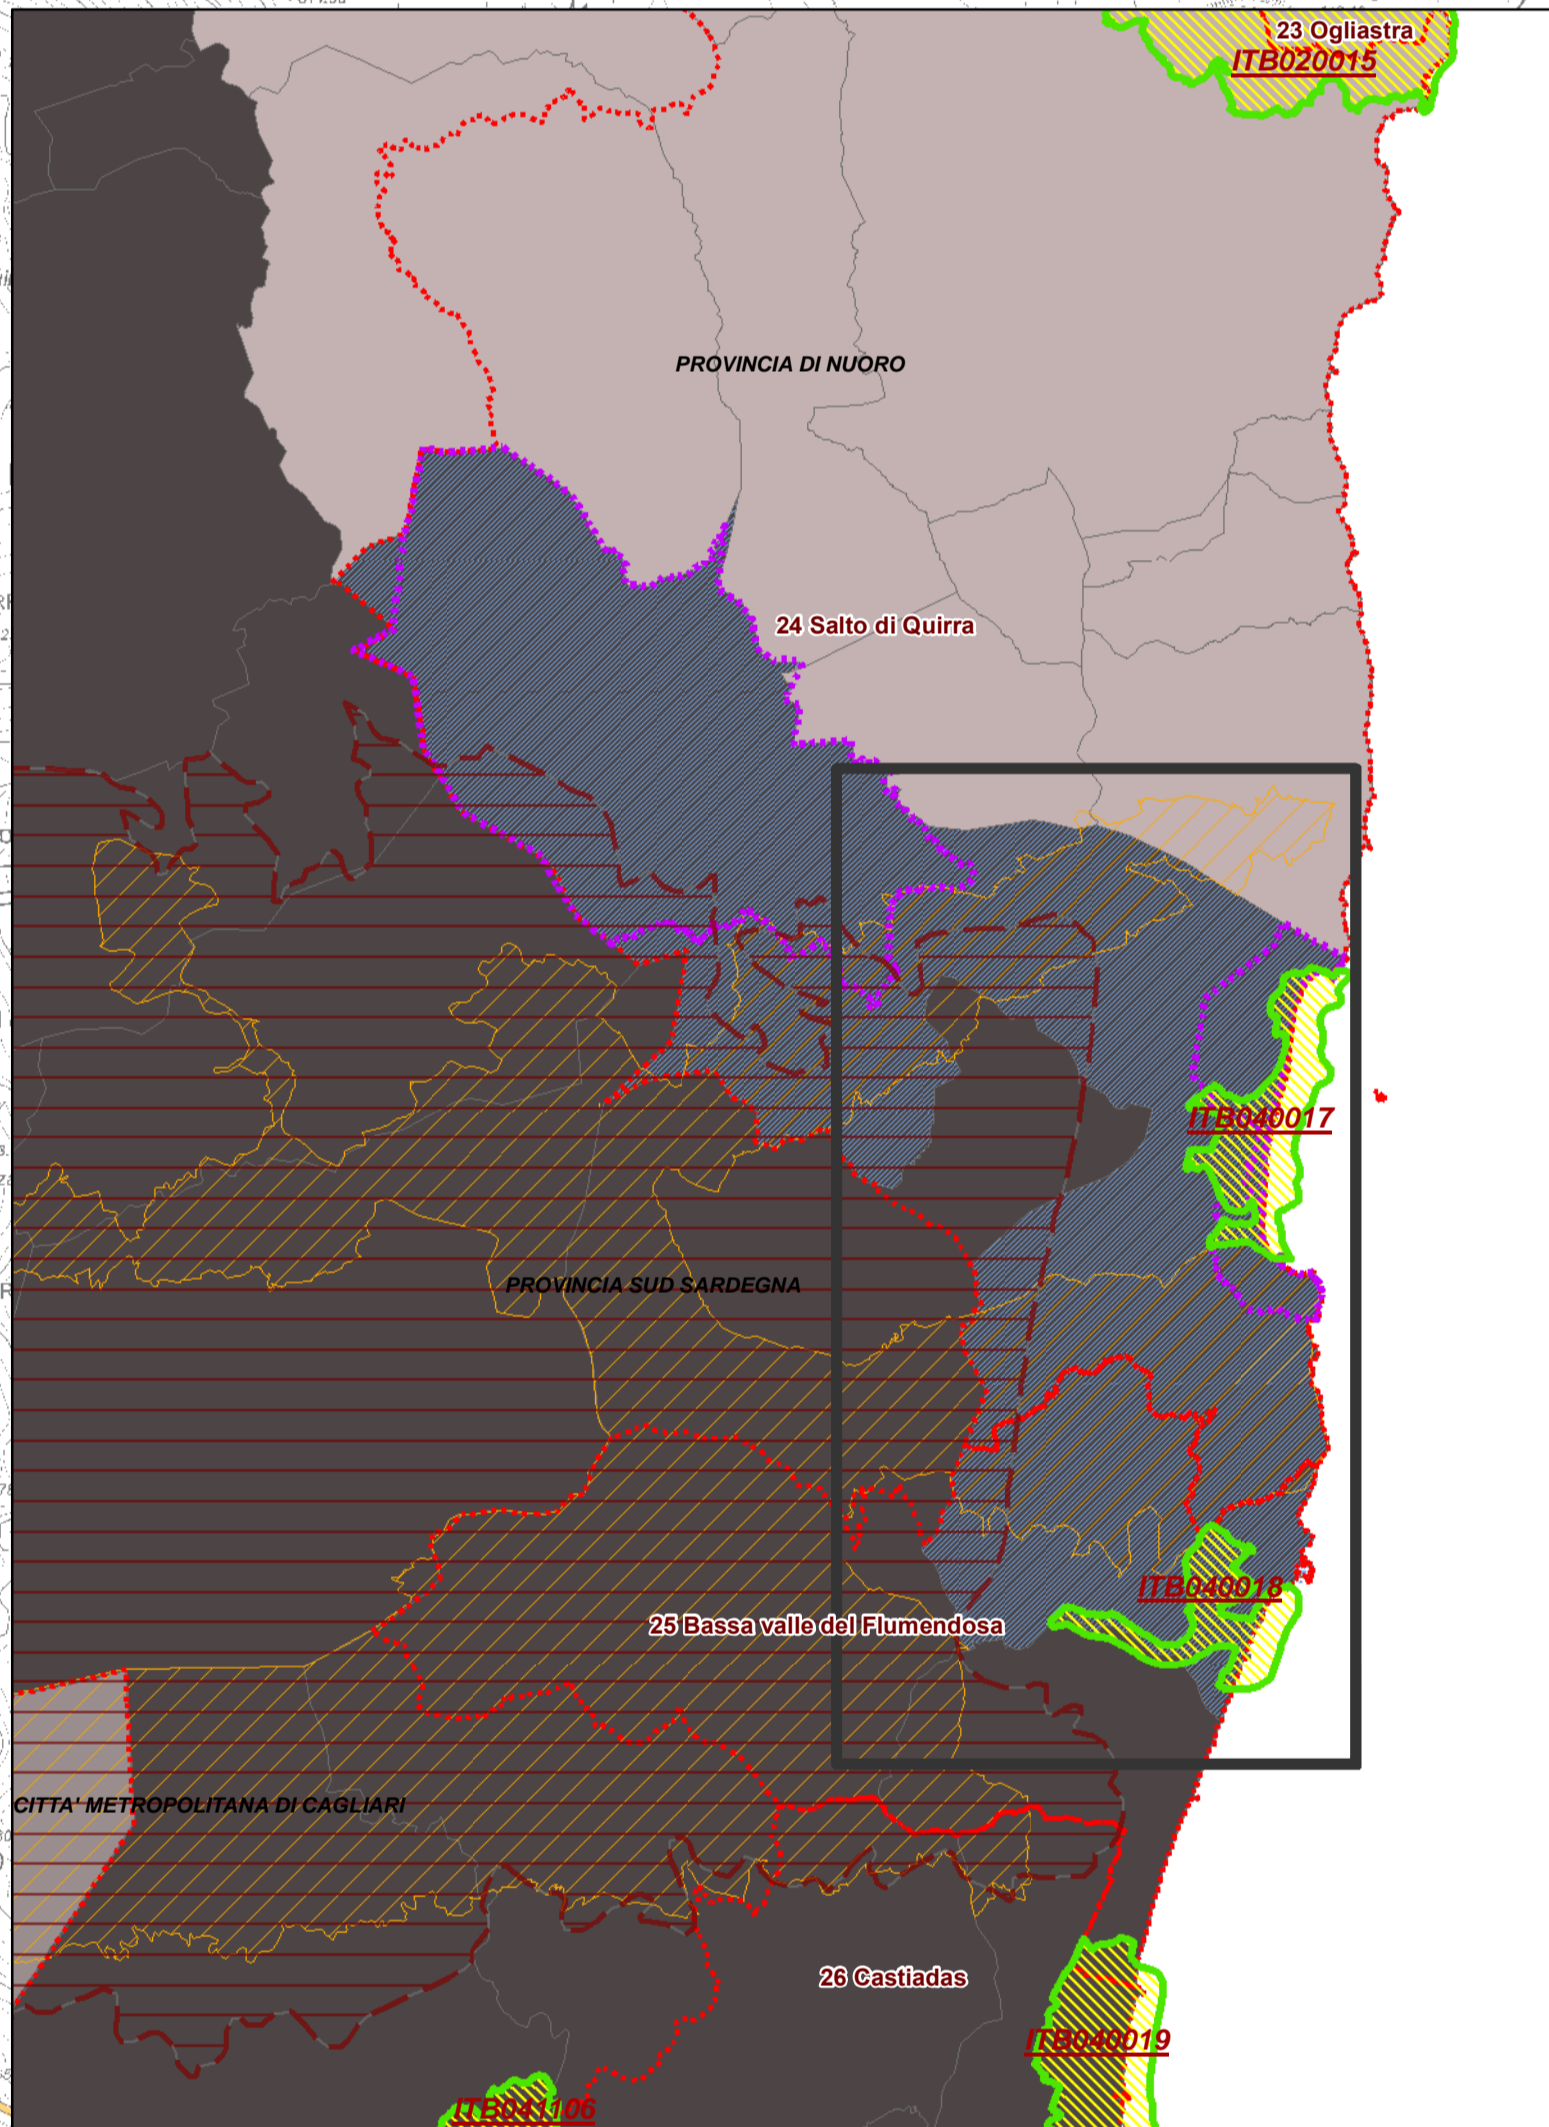 23 Ogliastra
ITB020015
PROVINCIA DI NUORO
24 Salto di Quirra
ITB040017
PROVINCIA SUD SARDEGNA
ITB040018
25 Bassa valle del Flumendosa
CITTA' METROPOLITANA DI CAGLIARI
26 Castiadas
ITB040019
ITB041106